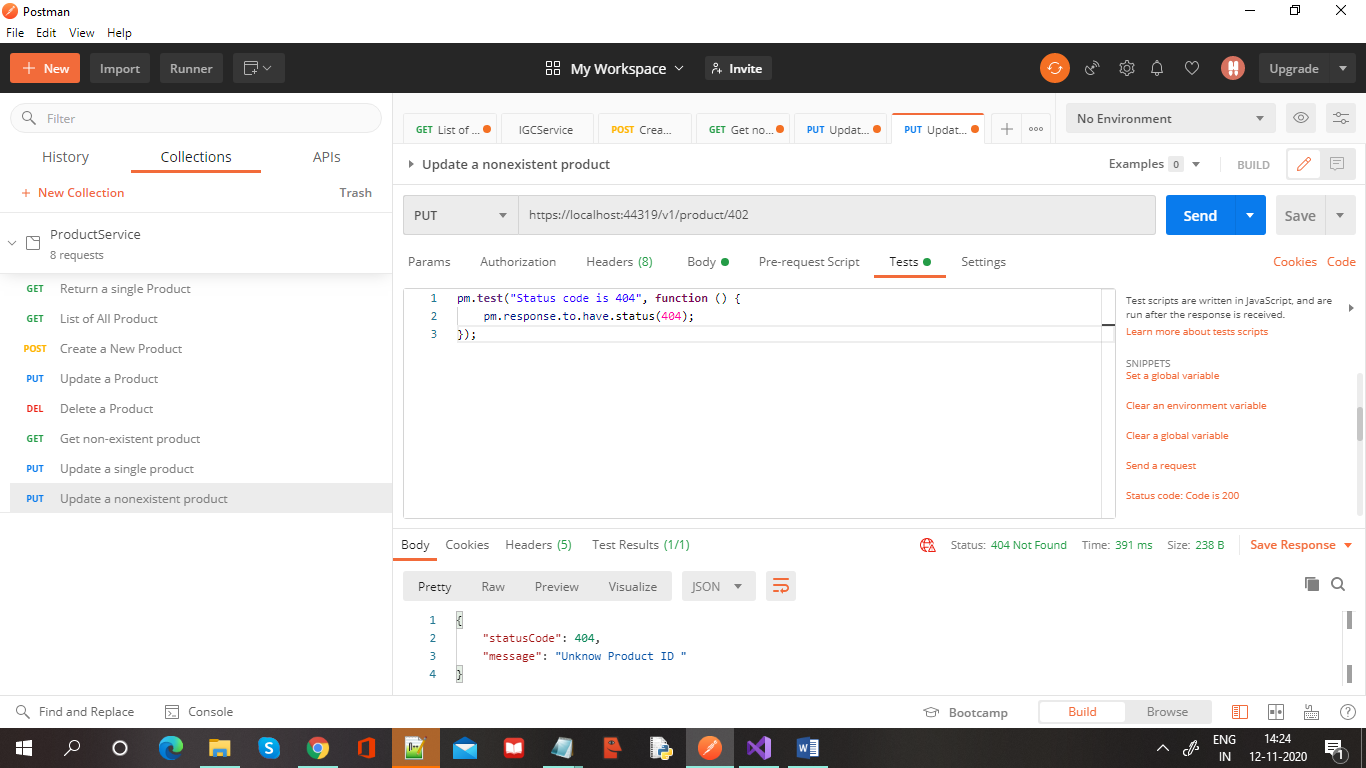 Postman
File Edit View Help
+ New Import Runner My Workspace Invite Upgrade
Filter
History Collections APIs
+ New Collection Trash
ProductService
8 requests
GET Return a single Product
GET List of All Product
POST Create a New Product
PUT Update a Product
DEL Delete a Product
GET Get non-existent product
PUT Update a single product
PUT Update a nonexistent product
GET List of ... IGCService POST Crea... GET Get no... PUT Updat... PUT Updat... No Environment
Update a nonexistent product Examples 0 BUILD
PUT https://localhost:44319/v1/product/402 Send Save
Params Authorization Headers (8) Body Pre-request Script Tests Settings Cookies Code
1 pm.test("Status code is 404", function () {
2 pm.response.to.have.status(404);
3 });
Test scripts are written in JavaScript, and are
run after the response is received.
Learn more about tests scripts
SNIPPETS
Set a global variable
Clear an environment variable
Clear a global variable
Send a request
Status code: Code is 200
Body Cookies Headers (5) Test Results (1/1) Status: 404 Not Found Time: 391 ms Size: 238 B Save Response
Pretty Raw Preview Visualize JSON
1 {
2 "statusCode": 404,
3 "message": "Unknow Product ID "
4 }
Find and Replace Console Bootcamp Build Browse
ENG 14:24
IN 12-11-2020 1